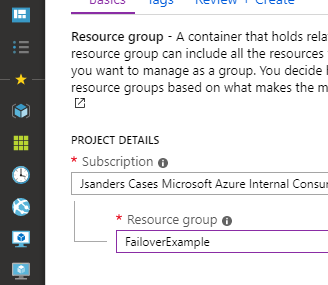 Basics Tags Review + Create
Resource group - A container that holds rela
resource group can include all the resources
you want to manage as a group. You decide
resource groups based on what makes the m
PROJECT DETAILS
* Subscription
Jsanders Cases Microsoft Azure Internal Consu
* Resource group
FailoverExample